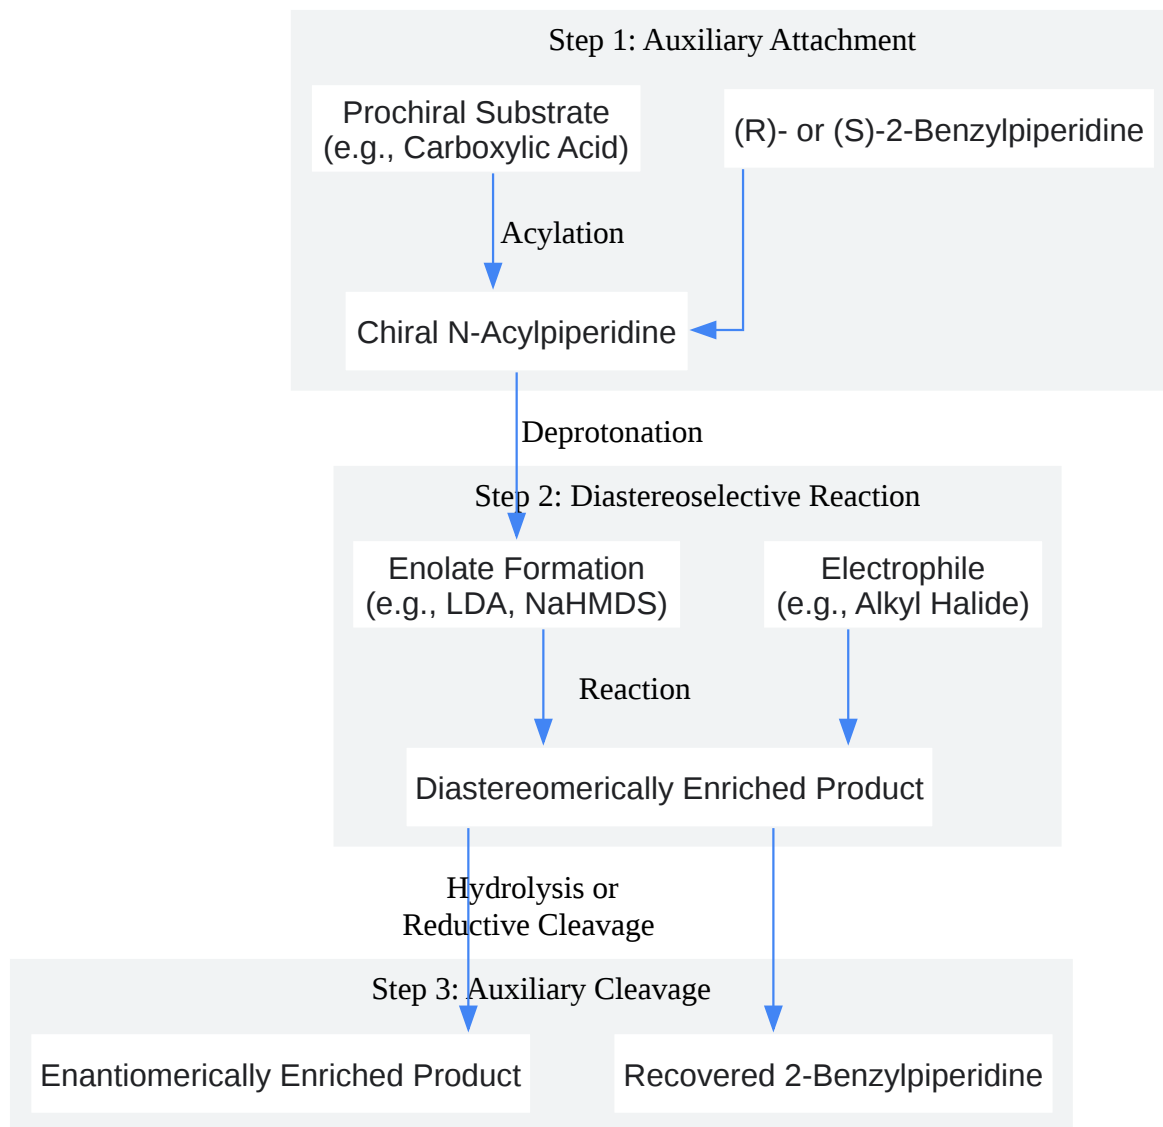 Step 1: Auxiliary Attachment
Prochiral Substrate
(e.g., Carboxylic Acid)
(R)- or (S)-2-Benzylpiperidine
Acylation
Chiral N-Acylpiperidine
Deprotonation
Step 2: Diastereoselective Reaction
Enolate Formation
(e.g., LDA, NaHMDS)
Electrophile
(e.g., Alkyl Halide)
Reaction
Diastereomerically Enriched Product
Hydrolysis or
Reductive Cleavage
Step 3: Auxiliary Cleavage
Enantiomerically Enriched Product
Recovered 2-Benzylpiperidine